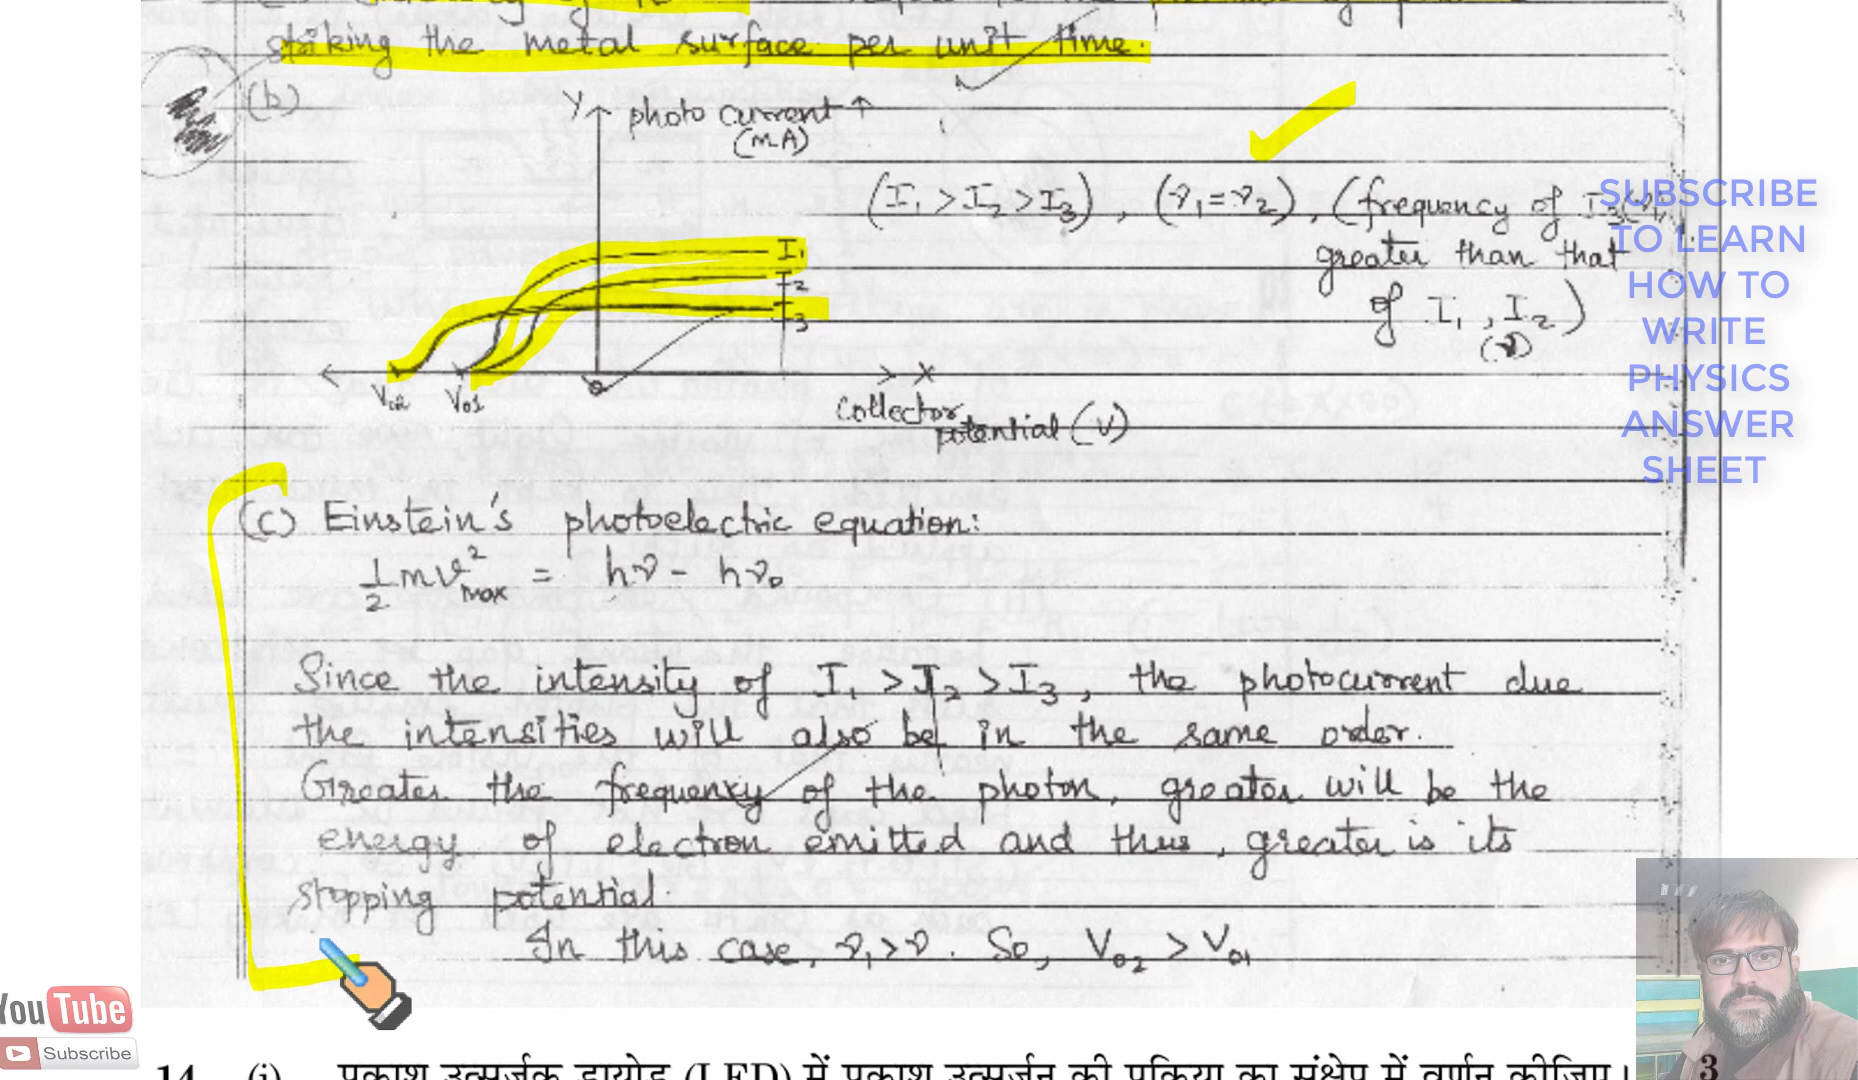 striking the metal surface per unit time.
(b)
Y
photo current ↑
(mA)
(I₁ > I₂ > I₃) , (ν₁ = ν₂) , (frequency of I₃
greater than that
of I₁ , I₂)
(ν)
I₁
I₂
I₃
V₀₂ V₀₁ O X
Collector
potential (V)
(c) Einstein's photoelectric equation:
½ mv²max = hν - hν₀
Since the intensity of I₁ > I₂ > I₃, the photocurrent due
the intensities will also be in the same order.
Greater the frequency of the photon, greater will be the
energy of electron emitted and thus, greater is its
stopping potential.
In this case, ν₁ > ν . So, V₀₂ > V₀₁
SUBSCRIBE
TO LEARN
HOW TO
WRITE
PHYSICS
ANSWER
SHEET
YouTube
Subscribe
14. (i) प्रकाश उत्सर्जक डायोड (LED) में प्रकाश उत्सर्जन की प्रक्रिया का संक्षेप में वर्णन कीजिए। 3